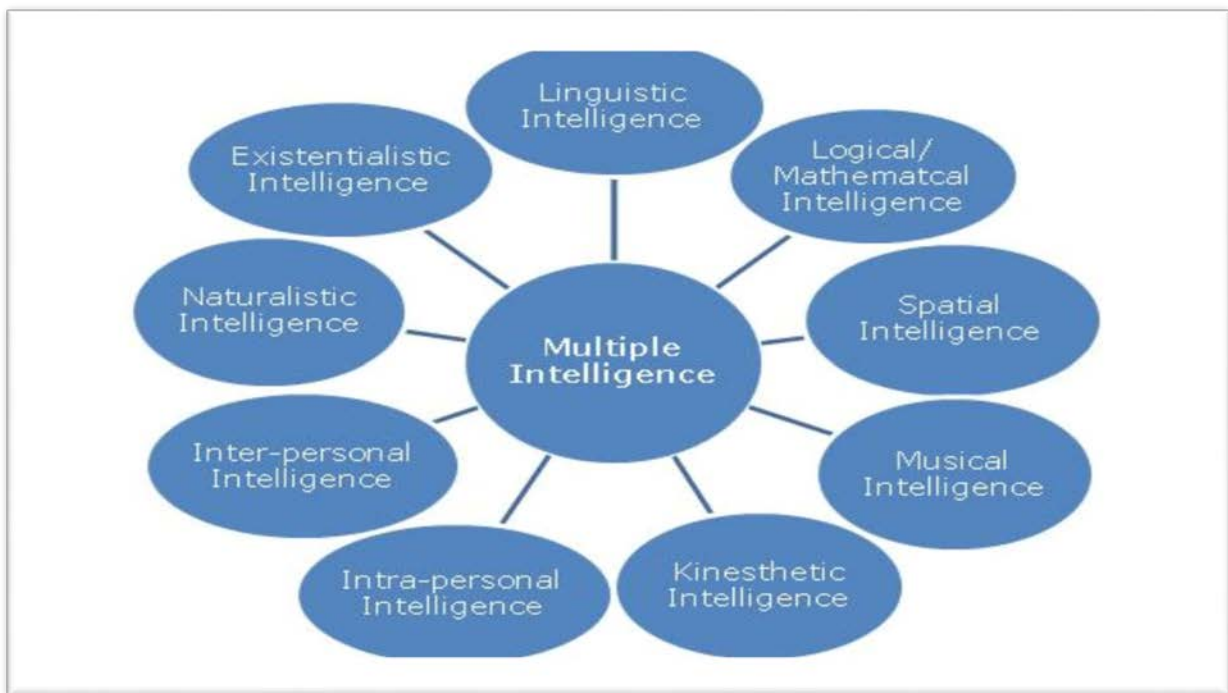 Linguistic
Intelligence
Logical/
Mathematcal
Intelligence
Spatial
Intelligence
Musical
Intelligence
Kinesthetic
Intelligence
Intra-personal
Intelligence
Inter-personal
Intelligence
Naturalistic
Intelligence
Existentialistic
Intelligence
Multiple
Intelligence